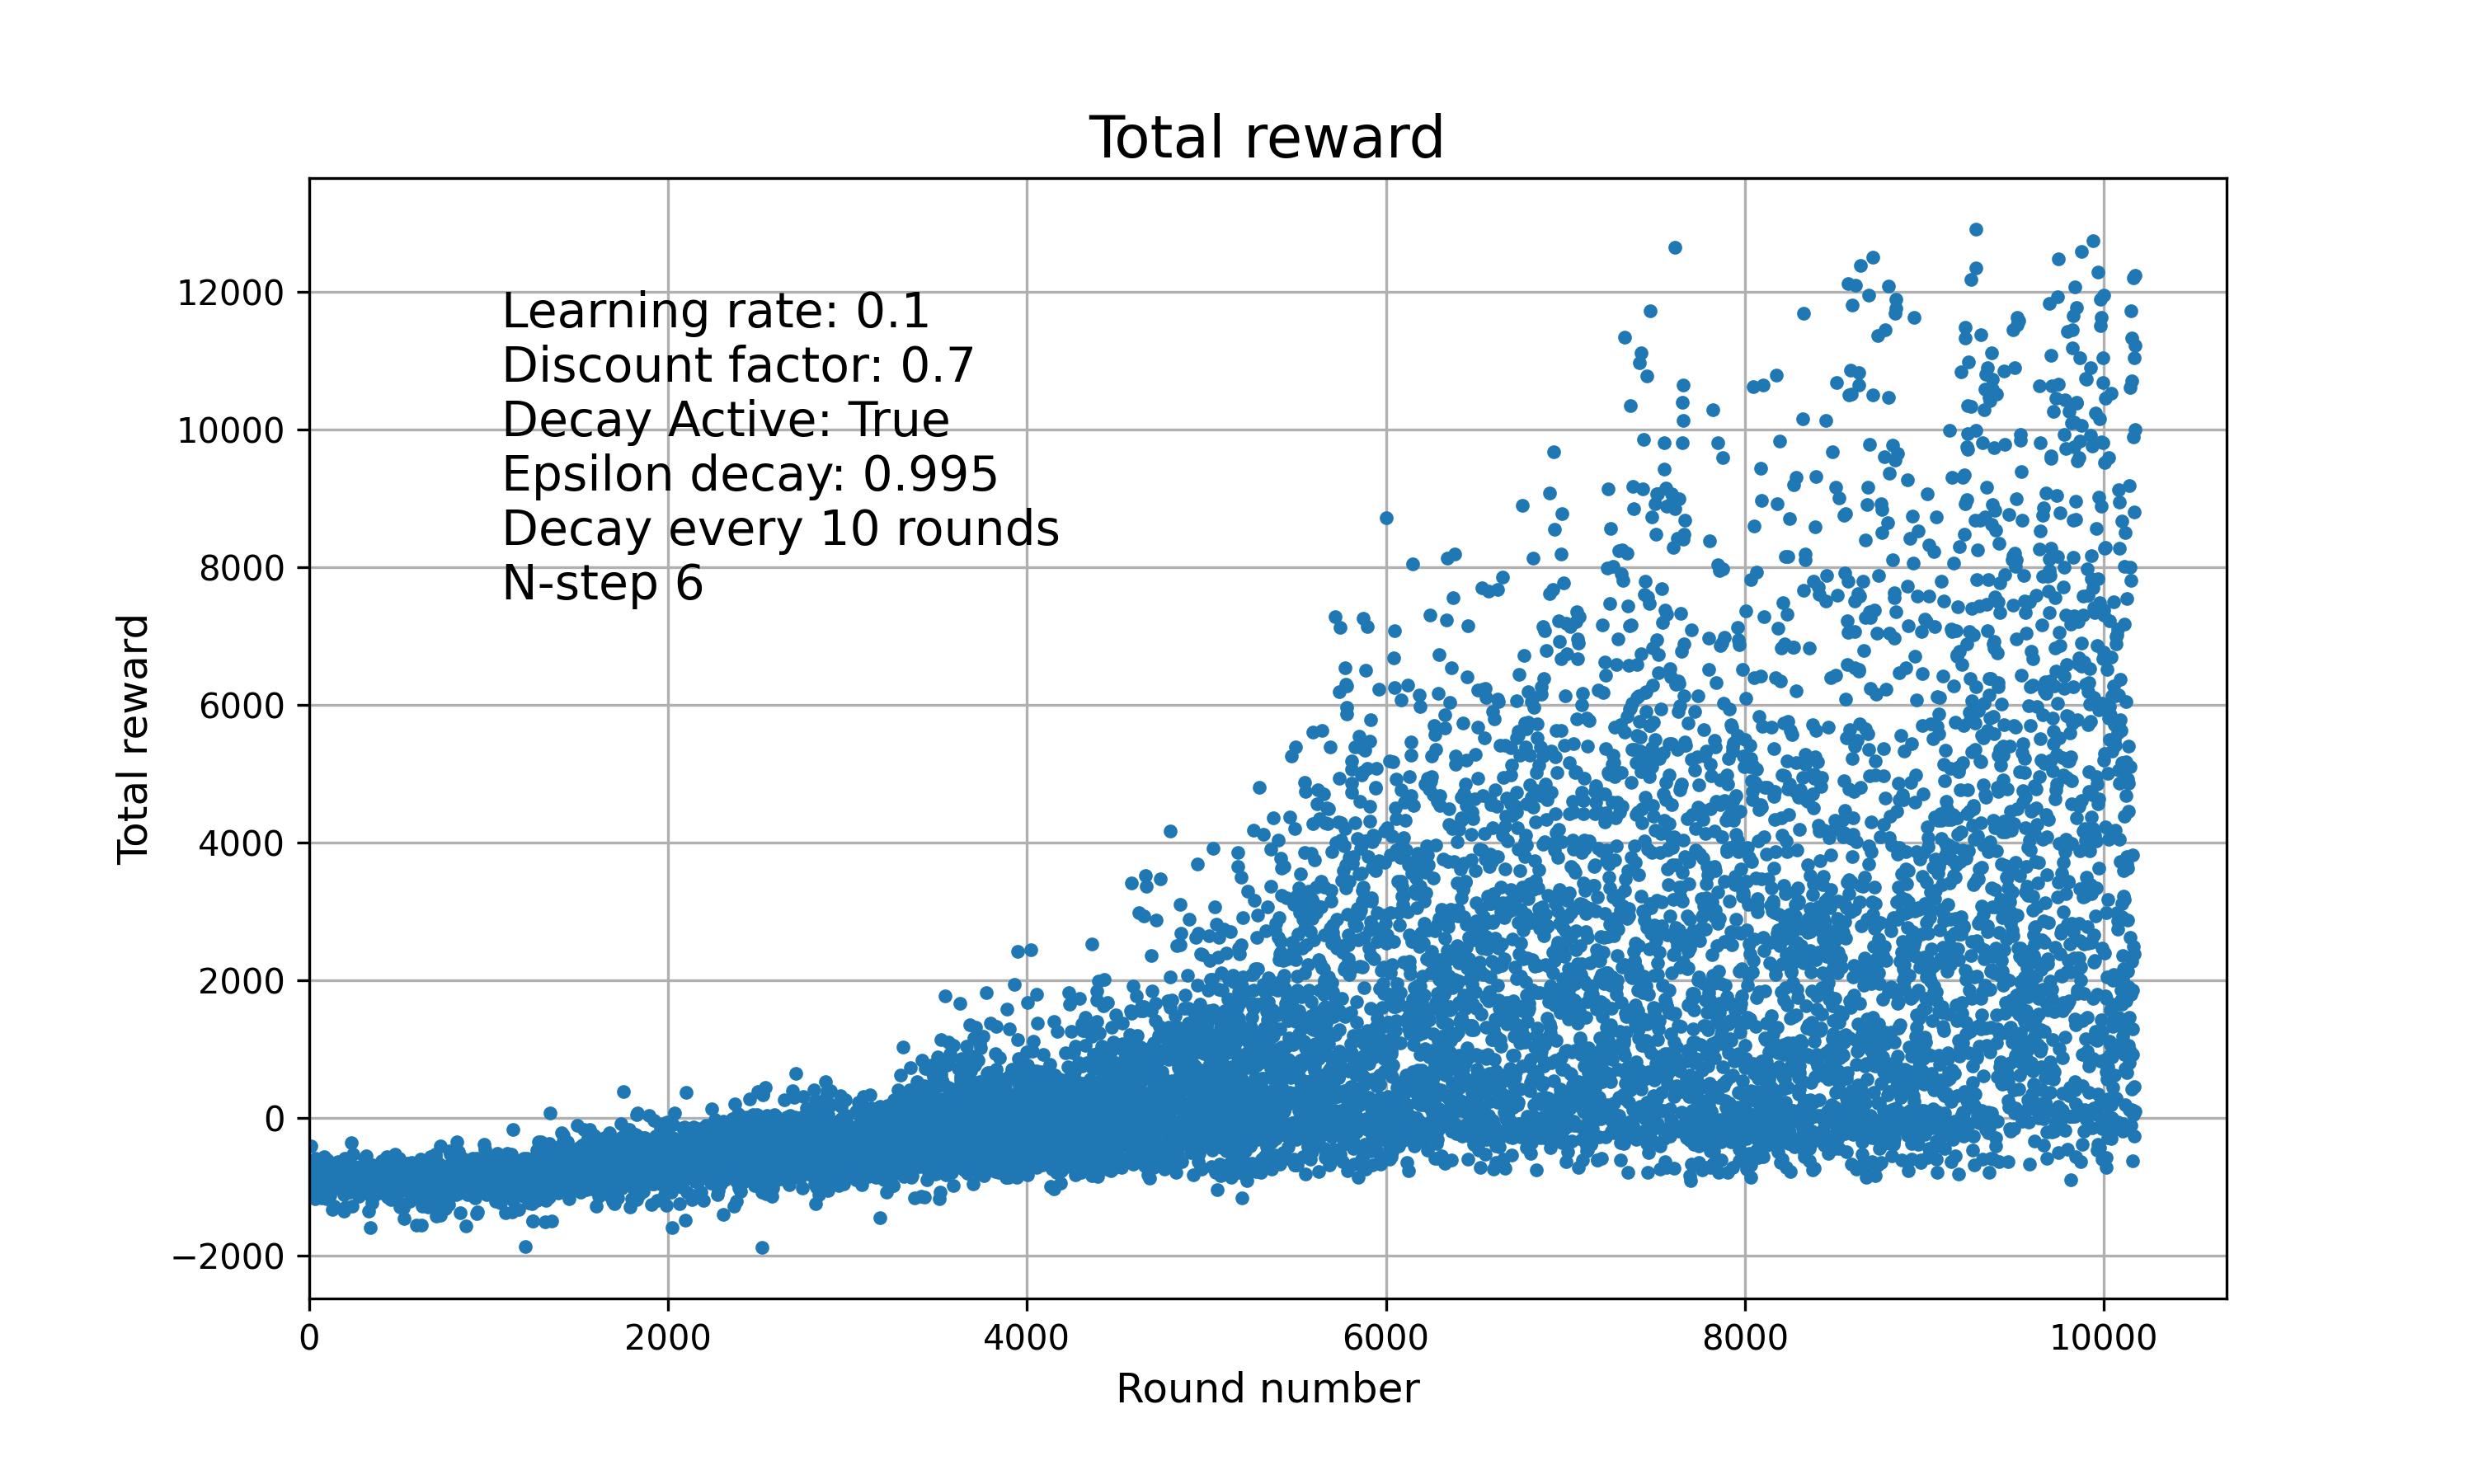 Total reward
Learning rate: 0.1
Discount factor: 0.7
Decay Active: True
Epsilon decay: 0.995
Decay every 10 rounds
N-step 6
Total reward
12000
10000
8000
6000
4000
2000
0
−2000
0 2000 4000 6000 8000 10000
Round number